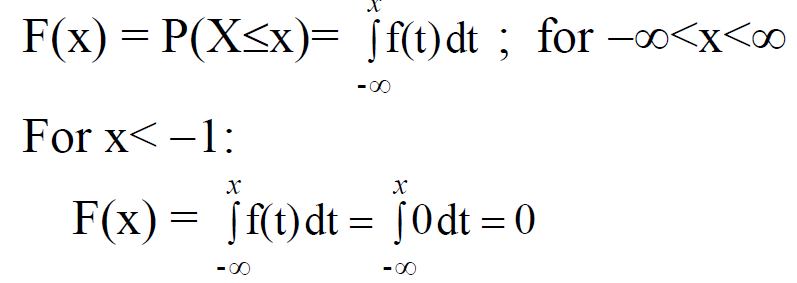 F(x) = P(X≤x)= ∫_{-∞}^{x} f(t) dt ; for –∞<x<∞
For x< –1:
F(x) = ∫_{-∞}^{x} f(t) dt = ∫_{-∞}^{x} 0 dt = 0